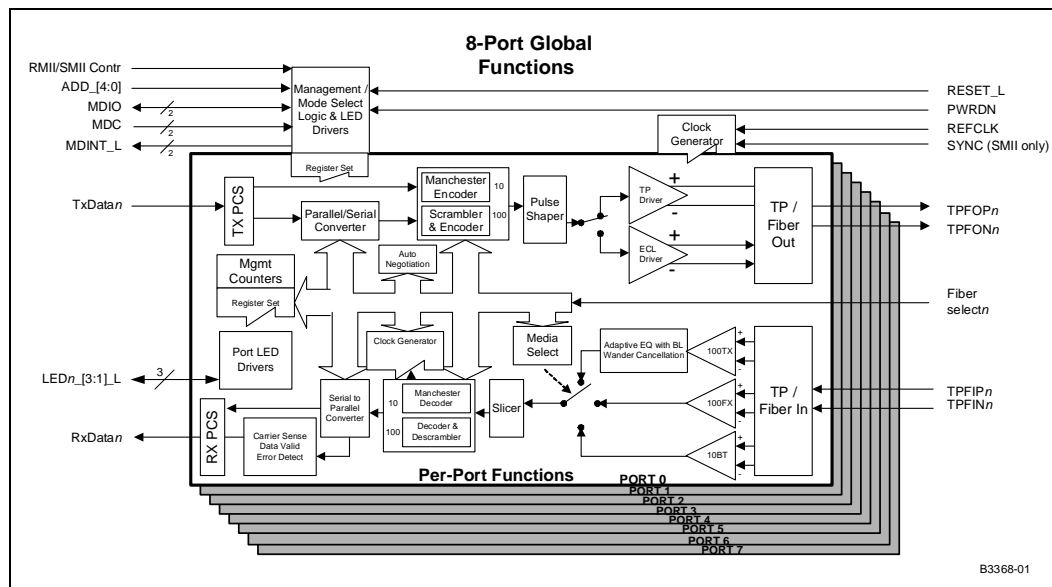 8-Port Global
Functions
RMII/SMII Contr
ADD_[4:0]
MDIO
2
MDC
2
MDINT_L
2
Management /
Mode Select
Logic & LED
Drivers
Register Set
Clock
Generator
RESET_L
PWRDN
REFCLK
SYNC (SMII only)
TxDatan
TX PCS
Parallel/Serial
Converter
Manchester
Encoder
10
Scrambler
& Encoder
100
Pulse
Shaper
TP
Driver
+
-
ECL
Driver
+
-
TP /
Fiber
Out
TPFOPn
TPFONn
Auto
Negotiation
Mgmt
Counters
Register Set
Fiber
selectn
Clock Generator
Media
Select
Adaptive EQ with BL
Wander Cancellation
100TX
+
-
100FX
+
-
10BT
+
-
TP /
Fiber In
TPFIPn
TPFINn
Port LED
Drivers
LEDn_[3:1]_L
3
RxDatan
RX PCS
Serial to
Parallel
Converter
Carrier Sense
Data Valid
Error Detect
10
Manchester
Decoder
100
Decoder &
Descrambler
Slicer
Per-Port Functions
PORT 0
PORT 1
PORT 2
PORT 3
PORT 4
PORT 5
PORT 6
PORT 7
B3368-01